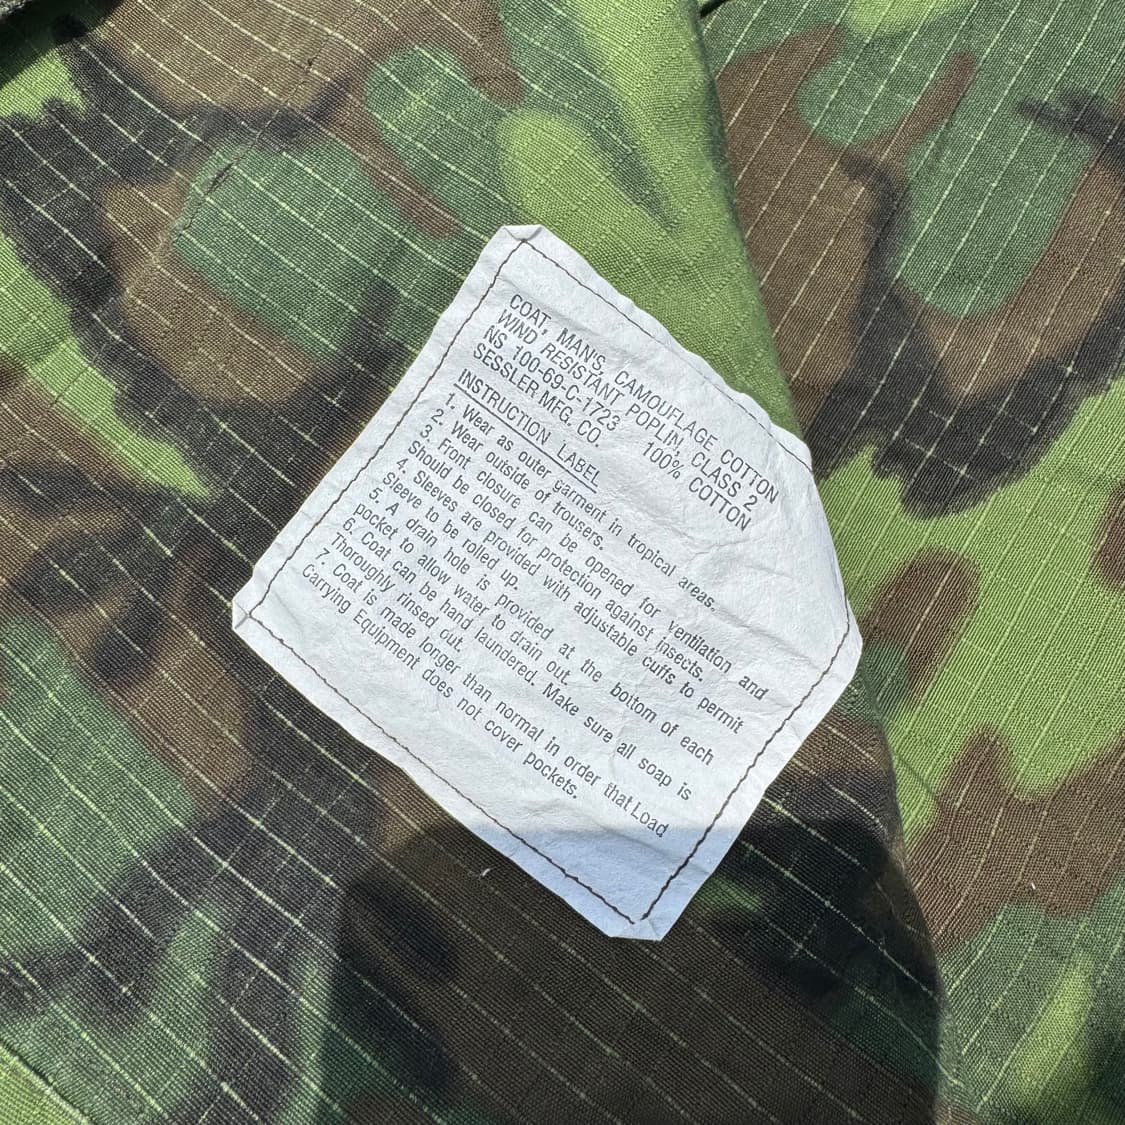 COAT, MAN'S, CAMOUFLAGE COTTON
WIND RESISTANT POPLIN, CLASS 2
NS 100-69-C-1723 100% COTTON
SESSLER MFG. CO.
INSTRUCTION LABEL
1. Wear as outer garment in tropical areas.
2. Wear outside of trousers.
3. Front closure can be opened for ventilation and
Should be closed for protection against insects.
4. Sleeves are provided with adjustable cuffs to permit
Sleeve to be rolled up.
5. A drain hole is provided at the bottom of each
pocket to allow water to drain out.
6. Coat can be hand laundered. Make sure all soap is
Thoroughly rinsed out.
7. Coat is made longer than normal in order that Load
Carrying Equipment does not cover pockets.